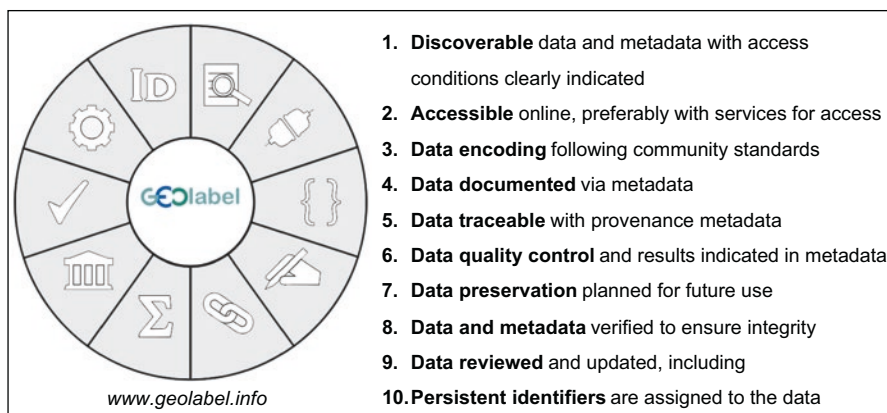 ID
{ }
Σ
GEOlabel
www.geolabel.info
1. Discoverable data and metadata with access
conditions clearly indicated
2. Accessible online, preferably with services for access
3. Data encoding following community standards
4. Data documented via metadata
5. Data traceable with provenance metadata
6. Data quality control and results indicated in metadata
7. Data preservation planned for future use
8. Data and metadata verified to ensure integrity
9. Data reviewed and updated, including
10. Persistent identifiers are assigned to the data